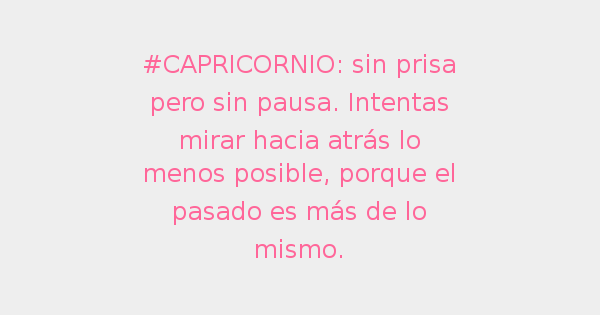 #CAPRICORNIO: sin prisa
pero sin pausa. Intentas
mirar hacia atrás lo
menos posible, porque el
pasado es más de lo
mismo.